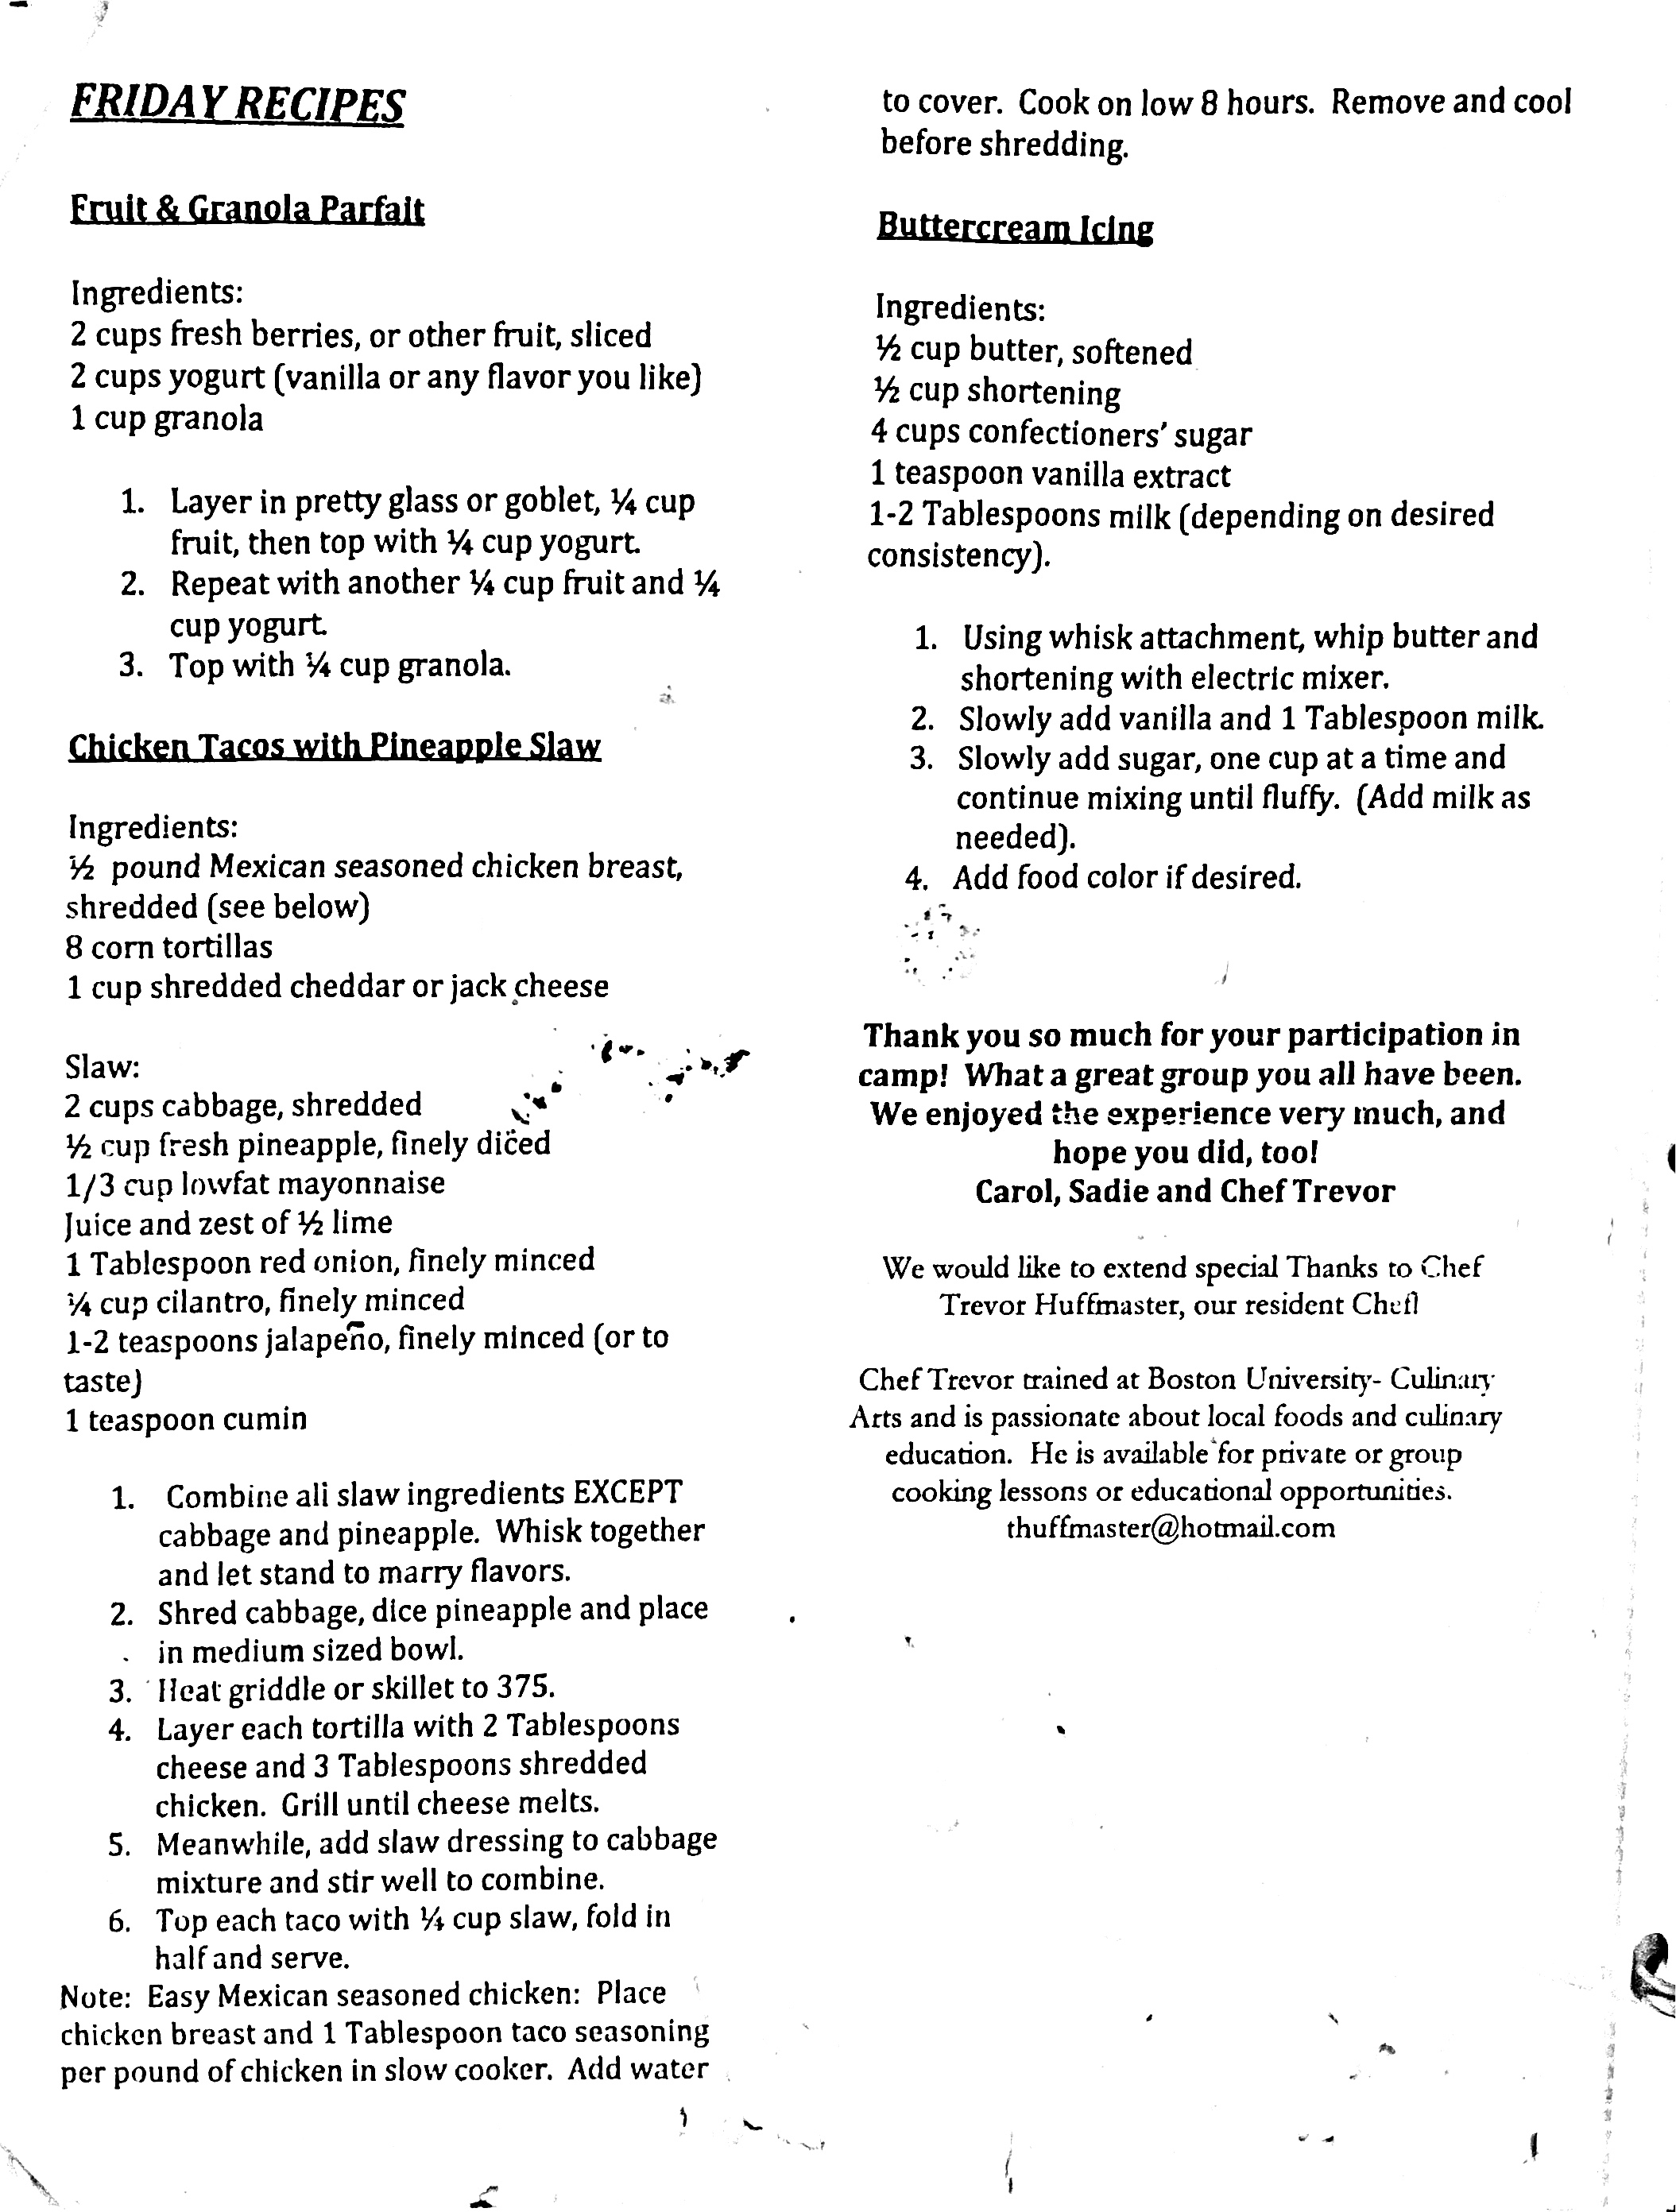 FRIDAY RECIPES
Fruit & Granola Parfait
Ingredients:
2 cups fresh berries, or other fruit, sliced
2 cups yogurt (vanilla or any flavor you like)
1 cup granola
1. Layer in pretty glass or goblet, ¼ cup
fruit, then top with ¼ cup yogurt.
2. Repeat with another ¼ cup fruit and ¼
cup yogurt.
3. Top with ¼ cup granola.
Chicken Tacos with Pineapple Slaw
Ingredients:
½ pound Mexican seasoned chicken breast,
shredded (see below)
8 corn tortillas
1 cup shredded cheddar or jack cheese
Slaw:
2 cups cabbage, shredded
½ cup fresh pineapple, finely diced
1/3 cup lowfat mayonnaise
Juice and zest of ½ lime
1 Tablespoon red onion, finely minced
¼ cup cilantro, finely minced
1-2 teaspoons jalapeño, finely minced (or to
taste)
1 teaspoon cumin
1. Combine all slaw ingredients EXCEPT
cabbage and pineapple. Whisk together
and let stand to marry flavors.
2. Shred cabbage, dice pineapple and place
in medium sized bowl.
3. Heat griddle or skillet to 375.
4. Layer each tortilla with 2 Tablespoons
cheese and 3 Tablespoons shredded
chicken. Grill until cheese melts.
5. Meanwhile, add slaw dressing to cabbage
mixture and stir well to combine.
6. Top each taco with ¼ cup slaw, fold in
half and serve.
Note: Easy Mexican seasoned chicken: Place
chicken breast and 1 Tablespoon taco seasoning
per pound of chicken in slow cooker. Add water
to cover. Cook on low 8 hours. Remove and cool
before shredding.
Buttercream Icing
Ingredients:
½ cup butter, softened
½ cup shortening
4 cups confectioners' sugar
1 teaspoon vanilla extract
1-2 Tablespoons milk (depending on desired
consistency).
1. Using whisk attachment, whip butter and
shortening with electric mixer.
2. Slowly add vanilla and 1 Tablespoon milk.
3. Slowly add sugar, one cup at a time and
continue mixing until fluffy. (Add milk as
needed).
4. Add food color if desired.
Thank you so much for your participation in
camp! What a great group you all have been.
We enjoyed the experience very much, and
hope you did, too!
Carol, Sadie and Chef Trevor
We would like to extend special Thanks to Chef
Trevor Huffmaster, our resident Chef!
Chef Trevor trained at Boston University- Culinary
Arts and is passionate about local foods and culinary
education. He is available for private or group
cooking lessons or educational opportunities.
thuffmaster@hotmail.com